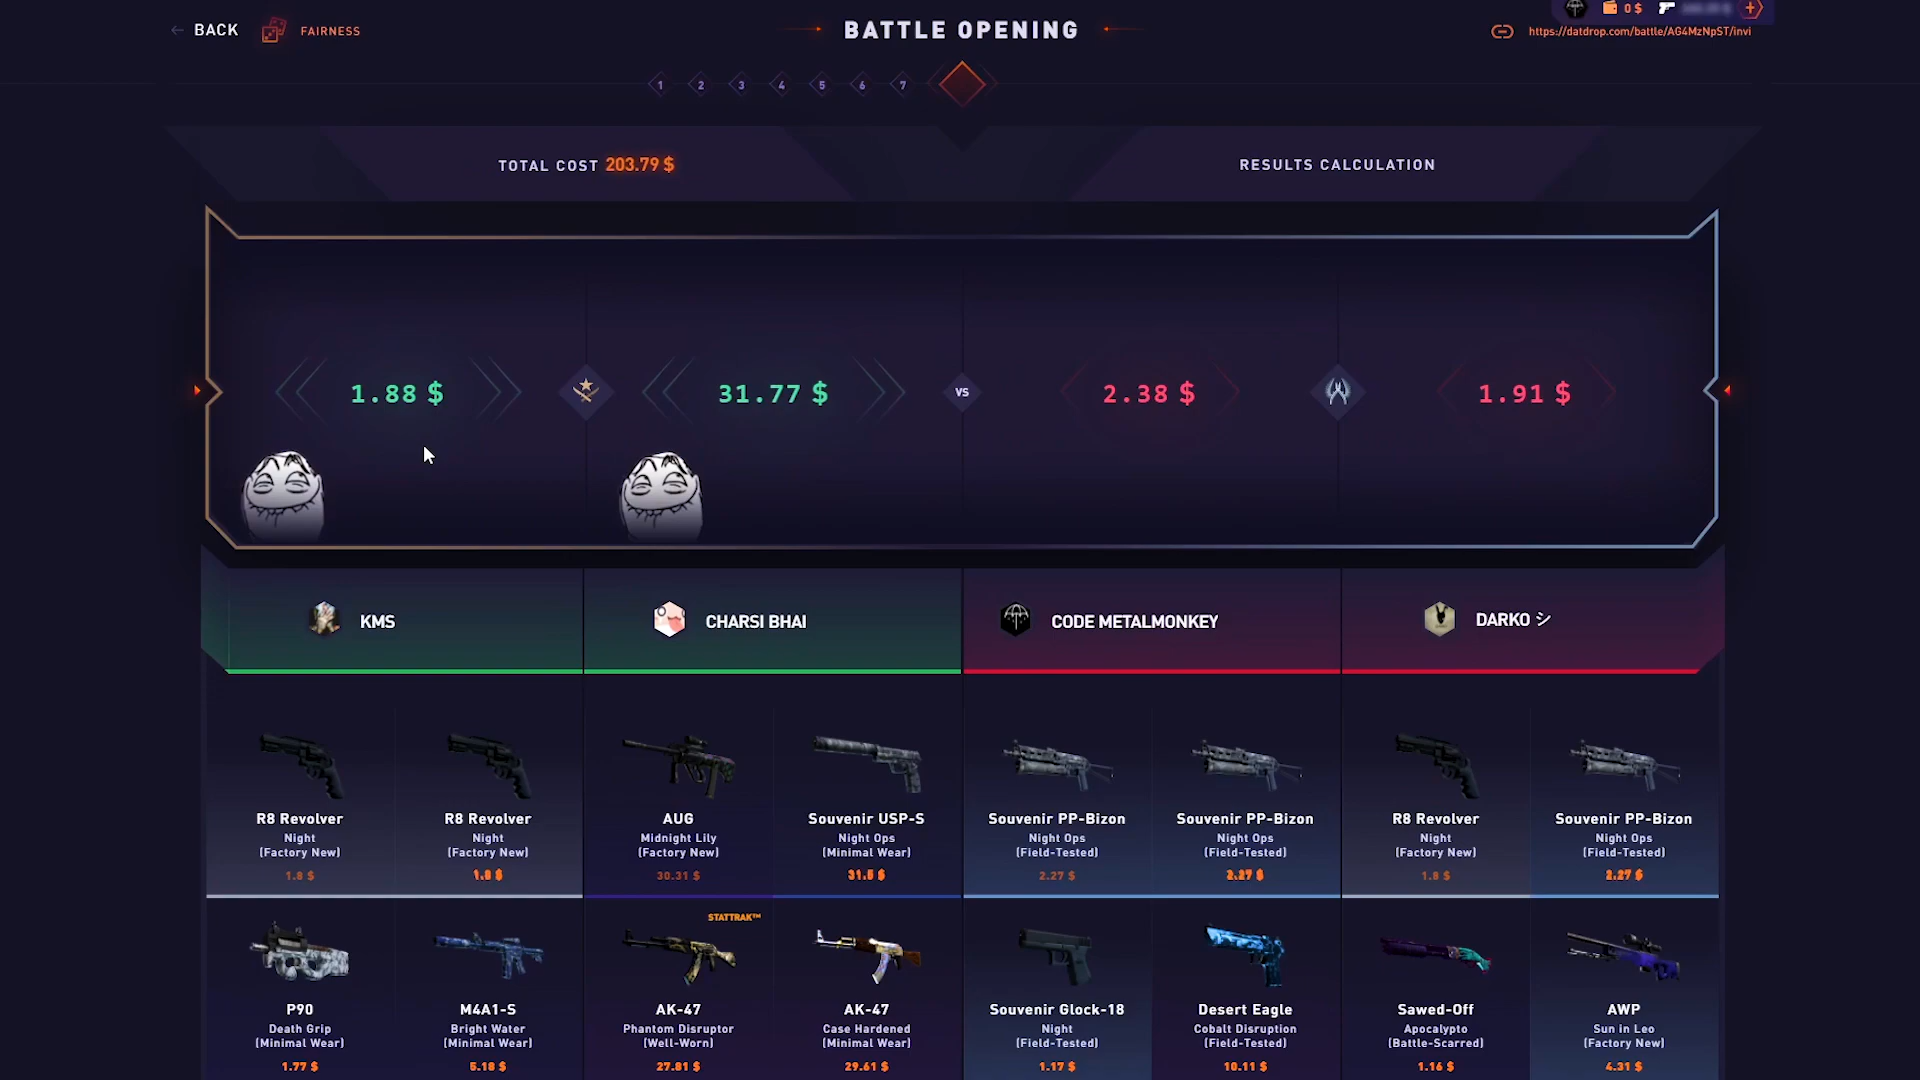 BACK
FAIRNESS
BATTLE OPENING
0 $
https://datdrop.com/battle/AG4MzNpST/invi
1 2 3 4 5 6 7
TOTAL COST 203.79 $
RESULTS CALCULATION
1.88 $
31.77 $
VS
2.38 $
1.91 $
KMS
CHARSI BHAI
CODE METALMONKEY
DARKO シ
R8 Revolver
Night
(Factory New)
1.8 $
R8 Revolver
Night
(Factory New)
1.8 $
AUG
Midnight Lily
(Factory New)
30.31 $
Souvenir USP-S
Night Ops
(Minimal Wear)
31.5 $
Souvenir PP-Bizon
Night Ops
(Field-Tested)
2.27 $
Souvenir PP-Bizon
Night Ops
(Field-Tested)
2.27 $
R8 Revolver
Night
(Factory New)
1.8 $
Souvenir PP-Bizon
Night Ops
(Field-Tested)
2.27 $
P90
Death Grip
(Minimal Wear)
1.77 $
M4A1-S
Bright Water
(Minimal Wear)
5.18 $
STATTRAK™
AK-47
Phantom Disruptor
(Well-Worn)
27.81 $
AK-47
Case Hardened
(Minimal Wear)
29.61 $
Souvenir Glock-18
Night
(Field-Tested)
1.17 $
Desert Eagle
Cobalt Disruption
(Field-Tested)
10.11 $
Sawed-Off
Apocalypto
(Battle-Scarred)
1.16 $
AWP
Sun in Leo
(Factory New)
4.31 $